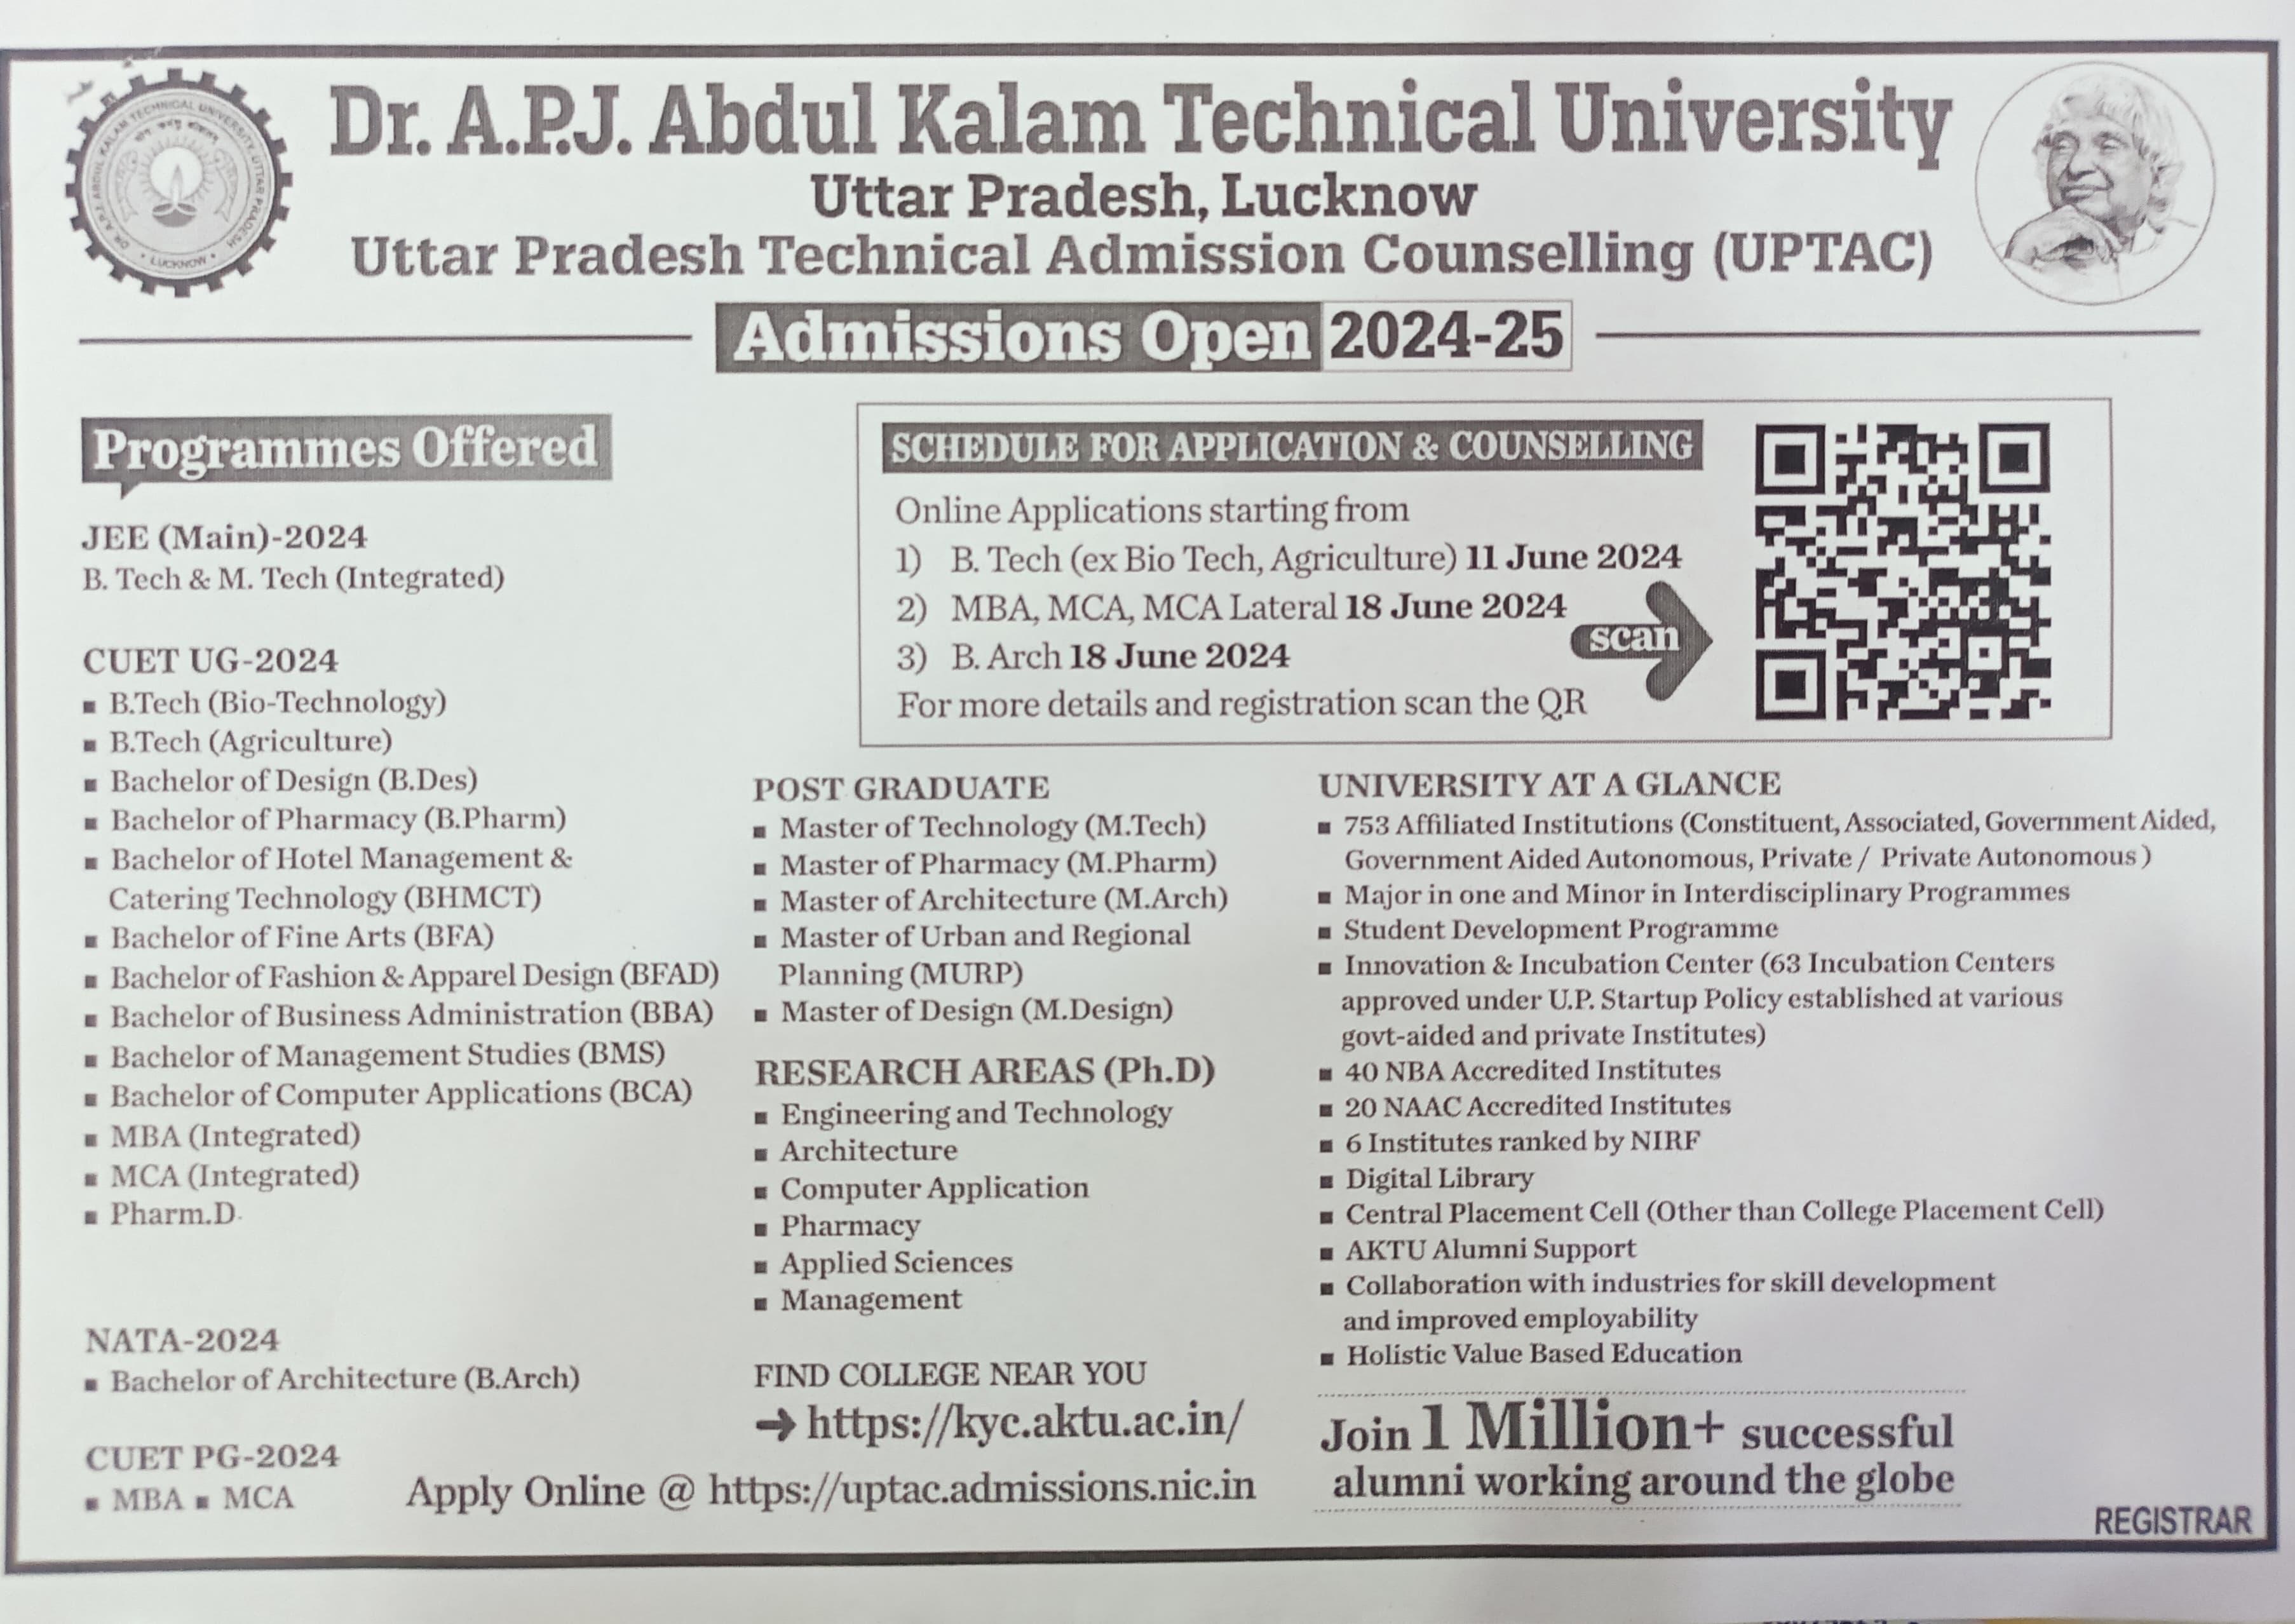 DR. A.P.J. ABDUL KALAM TECHNICAL UNIVERSITY UTTAR PRADESH
• LUCKNOW •
Dr. A.P.J. Abdul Kalam Technical University
Uttar Pradesh, Lucknow
Uttar Pradesh Technical Admission Counselling (UPTAC)
Admissions Open 2024-25
Programmes Offered
JEE (Main)-2024
B. Tech & M. Tech (Integrated)
CUET UG-2024
▪ B.Tech (Bio-Technology)
▪ B.Tech (Agriculture)
▪ Bachelor of Design (B.Des)
▪ Bachelor of Pharmacy (B.Pharm)
▪ Bachelor of Hotel Management &
Catering Technology (BHMCT)
▪ Bachelor of Fine Arts (BFA)
▪ Bachelor of Fashion & Apparel Design (BFAD)
▪ Bachelor of Business Administration (BBA)
▪ Bachelor of Management Studies (BMS)
▪ Bachelor of Computer Applications (BCA)
▪ MBA (Integrated)
▪ MCA (Integrated)
▪ Pharm.D.
NATA-2024
▪ Bachelor of Architecture (B.Arch)
CUET PG-2024
▪ MBA ▪ MCA
SCHEDULE FOR APPLICATION & COUNSELLING
Online Applications starting from
1) B. Tech (ex Bio Tech, Agriculture) 11 June 2024
2) MBA, MCA, MCA Lateral 18 June 2024
3) B. Arch 18 June 2024
For more details and registration scan the QR
scan
POST GRADUATE
▪ Master of Technology (M.Tech)
▪ Master of Pharmacy (M.Pharm)
▪ Master of Architecture (M.Arch)
▪ Master of Urban and Regional
Planning (MURP)
▪ Master of Design (M.Design)
RESEARCH AREAS (Ph.D)
▪ Engineering and Technology
▪ Architecture
▪ Computer Application
▪ Pharmacy
▪ Applied Sciences
▪ Management
FIND COLLEGE NEAR YOU
➔ https://kyc.aktu.ac.in/
Apply Online @ https://uptac.admissions.nic.in
UNIVERSITY AT A GLANCE
▪ 753 Affiliated Institutions (Constituent, Associated, Government Aided,
Government Aided Autonomous, Private / Private Autonomous )
▪ Major in one and Minor in Interdisciplinary Programmes
▪ Student Development Programme
▪ Innovation & Incubation Center (63 Incubation Centers
approved under U.P. Startup Policy established at various
govt-aided and private Institutes)
▪ 40 NBA Accredited Institutes
▪ 20 NAAC Accredited Institutes
▪ 6 Institutes ranked by NIRF
▪ Digital Library
▪ Central Placement Cell (Other than College Placement Cell)
▪ AKTU Alumni Support
▪ Collaboration with industries for skill development
and improved employability
▪ Holistic Value Based Education
Join 1 Million+ successful
alumni working around the globe
REGISTRAR